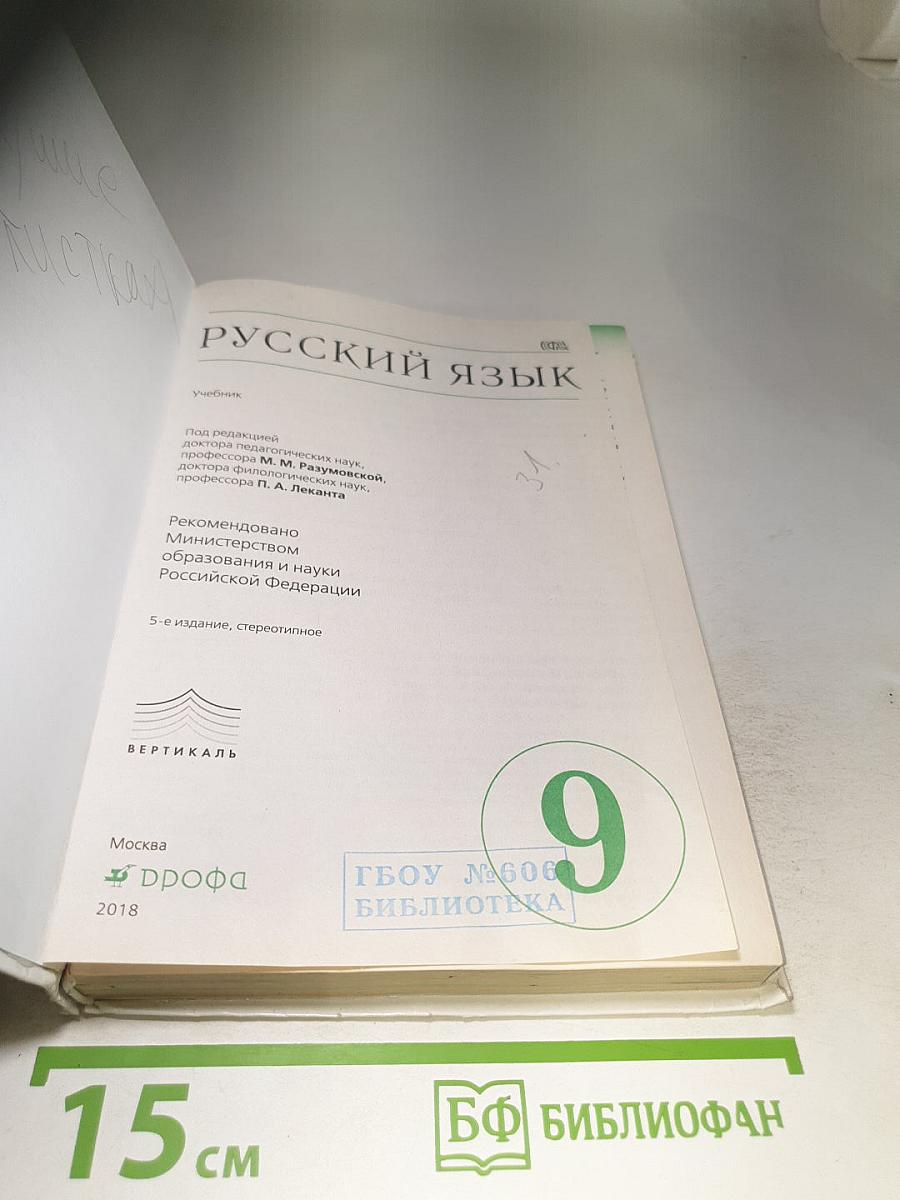 РУССКИЙ ЯЗЫК
учебник
Под редакцией
доктора педагогических наук,
профессора М. М. Разумовской,
доктора филологических наук,
профессора П. А. Леканта
Рекомендовано
Министерством
образования и науки
Российской Федерации
5-е издание, стереотипное
ВЕРТИКАЛЬ
9
Москва
дрофа
2018
ГБОУ №606
БИБЛИОТЕКА
15 см
БФ БИБЛИОФАН